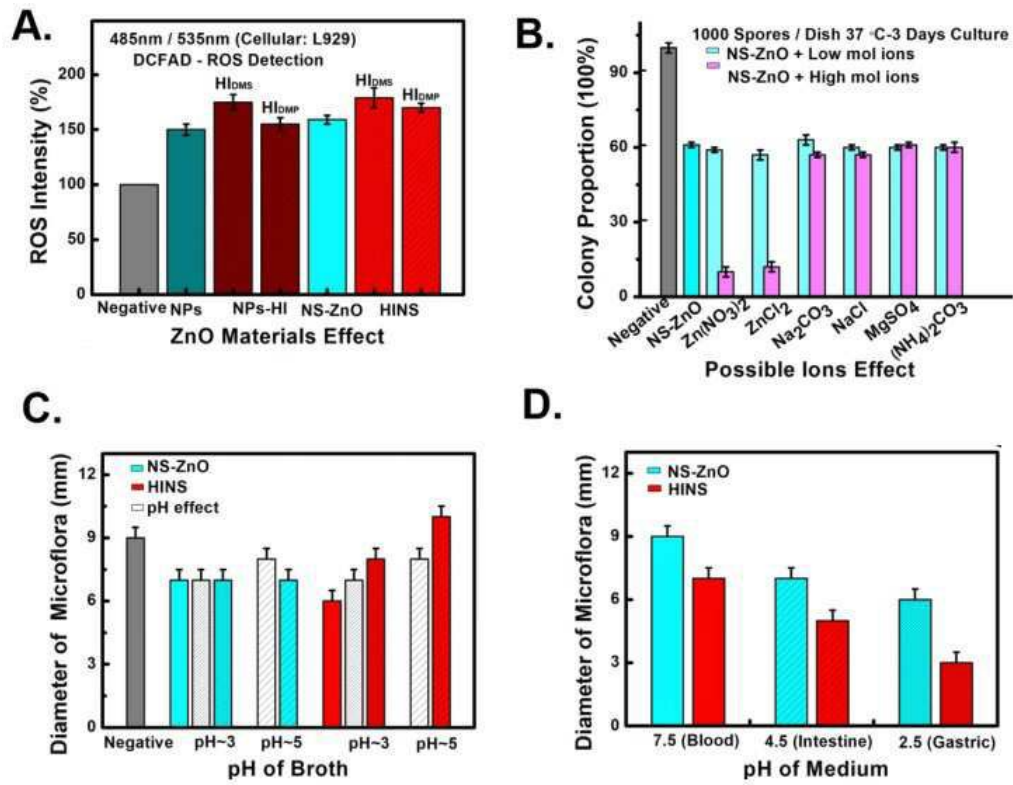 A.
485nm / 535nm (Cellular: L929)
DCFAD - ROS Detection
HIDMS
HIDMP
HIDMS
HIDMP
200
150
100
50
0
ROS Intensity (%)
Negative NPs NPs-HI NS-ZnO HINS
ZnO Materials Effect
B.
1000 Spores / Dish 37 °C-3 Days Culture
NS-ZnO + Low mol ions
NS-ZnO + High mol ions
90
60
30
0
Colony Proportion (100%)
Negative
NS-ZnO
Zn(NO3)2
ZnCl2
Na2CO3
NaCl
MgSO4
(NH4)2CO3
Possible Ions Effect
C.
NS-ZnO
HINS
pH effect
12
9
6
3
0
Diameter of Microflora (mm)
Negative pH~3 pH~5 pH~3 pH~5
pH of Broth
D.
NS-ZnO
HINS
12
9
6
3
0
Diameter of Microflora (mm)
7.5 (Blood) 4.5 (Intestine) 2.5 (Gastric)
pH of Medium